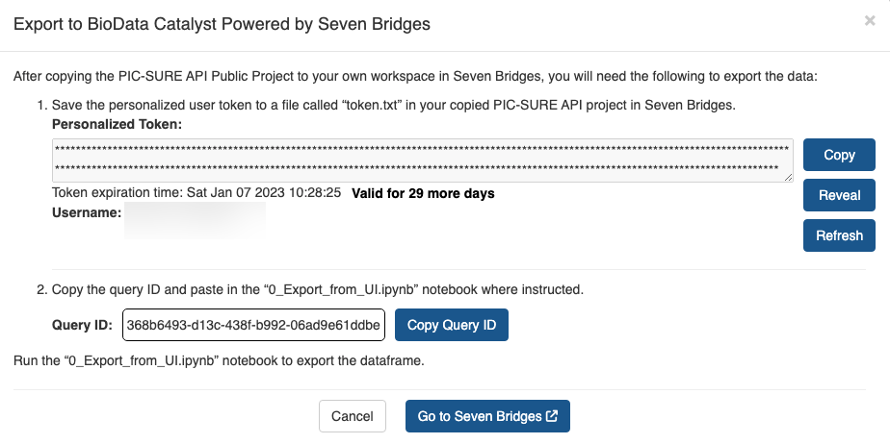 Export to BioData Catalyst Powered by Seven Bridges
×
After copying the PIC-SURE API Public Project to your own workspace in Seven Bridges, you will need the following to export the data:
1. Save the personalized user token to a file called “token.txt” in your copied PIC-SURE API project in Seven Bridges.
Personalized Token:
Copy
Reveal
Refresh
Token expiration time: Sat Jan 07 2023 10:28:25 Valid for 29 more days
Username:
2. Copy the query ID and paste in the “0_Export_from_UI.ipynb” notebook where instructed.
Query ID: 368b6493-d13c-438f-b992-06ad9e61ddbe Copy Query ID
Run the “0_Export_from_UI.ipynb” notebook to export the dataframe.
Cancel Go to Seven Bridges